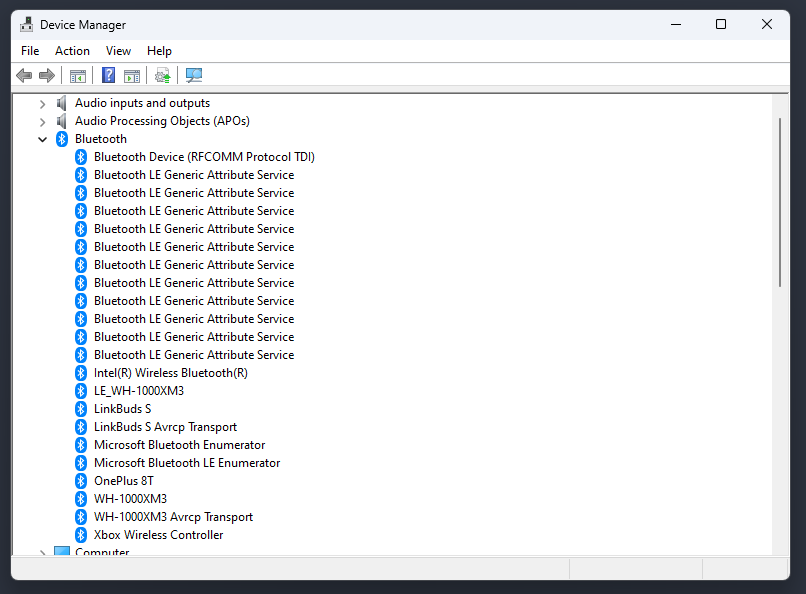 Device Manager
File Action View Help
Audio inputs and outputs
Audio Processing Objects (APOs)
Bluetooth
Bluetooth Device (RFCOMM Protocol TDI)
Bluetooth LE Generic Attribute Service
Bluetooth LE Generic Attribute Service
Bluetooth LE Generic Attribute Service
Bluetooth LE Generic Attribute Service
Bluetooth LE Generic Attribute Service
Bluetooth LE Generic Attribute Service
Bluetooth LE Generic Attribute Service
Bluetooth LE Generic Attribute Service
Bluetooth LE Generic Attribute Service
Bluetooth LE Generic Attribute Service
Bluetooth LE Generic Attribute Service
Intel(R) Wireless Bluetooth(R)
LE_WH-1000XM3
LinkBuds S
LinkBuds S Avrcp Transport
Microsoft Bluetooth Enumerator
Microsoft Bluetooth LE Enumerator
OnePlus 8T
WH-1000XM3
WH-1000XM3 Avrcp Transport
Xbox Wireless Controller
Computer